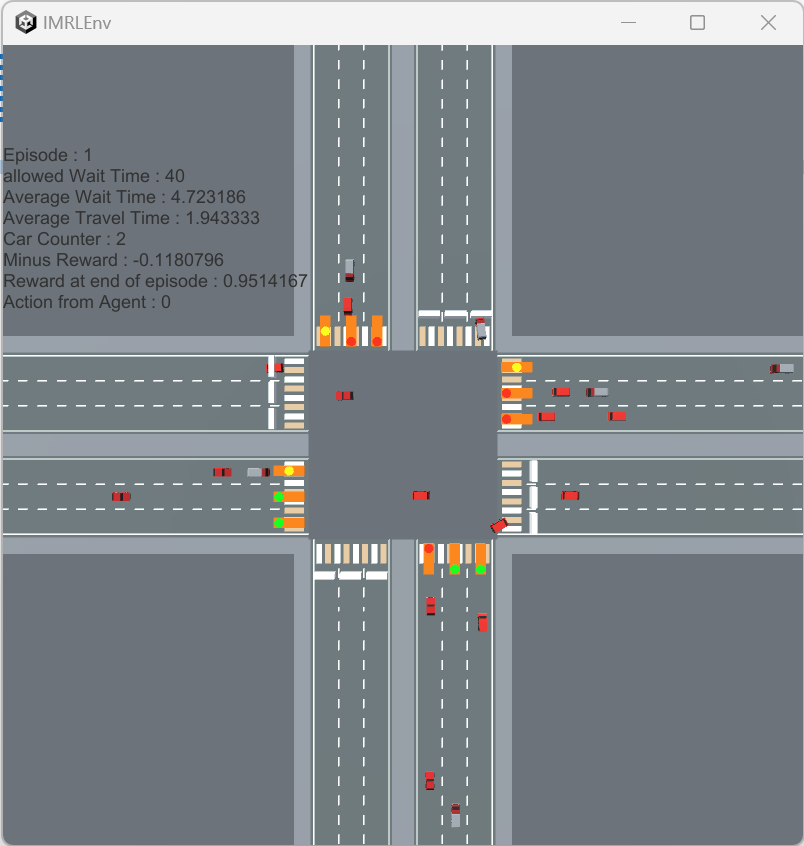 IMRLEnv
Episode : 1
allowed Wait Time : 40
Average Wait Time : 4.723186
Average Travel Time : 1.943333
Car Counter : 2
Minus Reward : -0.1180796
Reward at end of episode : 0.9514167
Action from Agent : 0